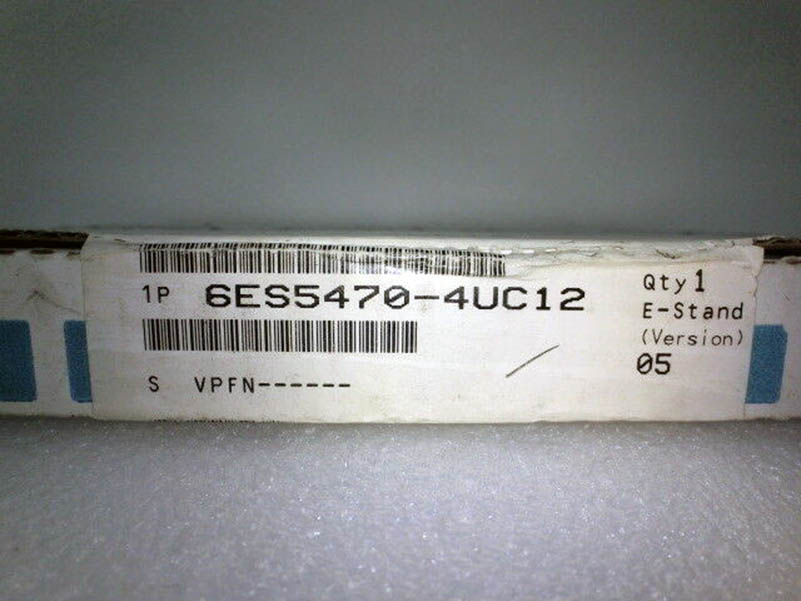 1P 6ES5470-4UC12
S VPFN------
Qty 1
E-Stand
(Version)
05